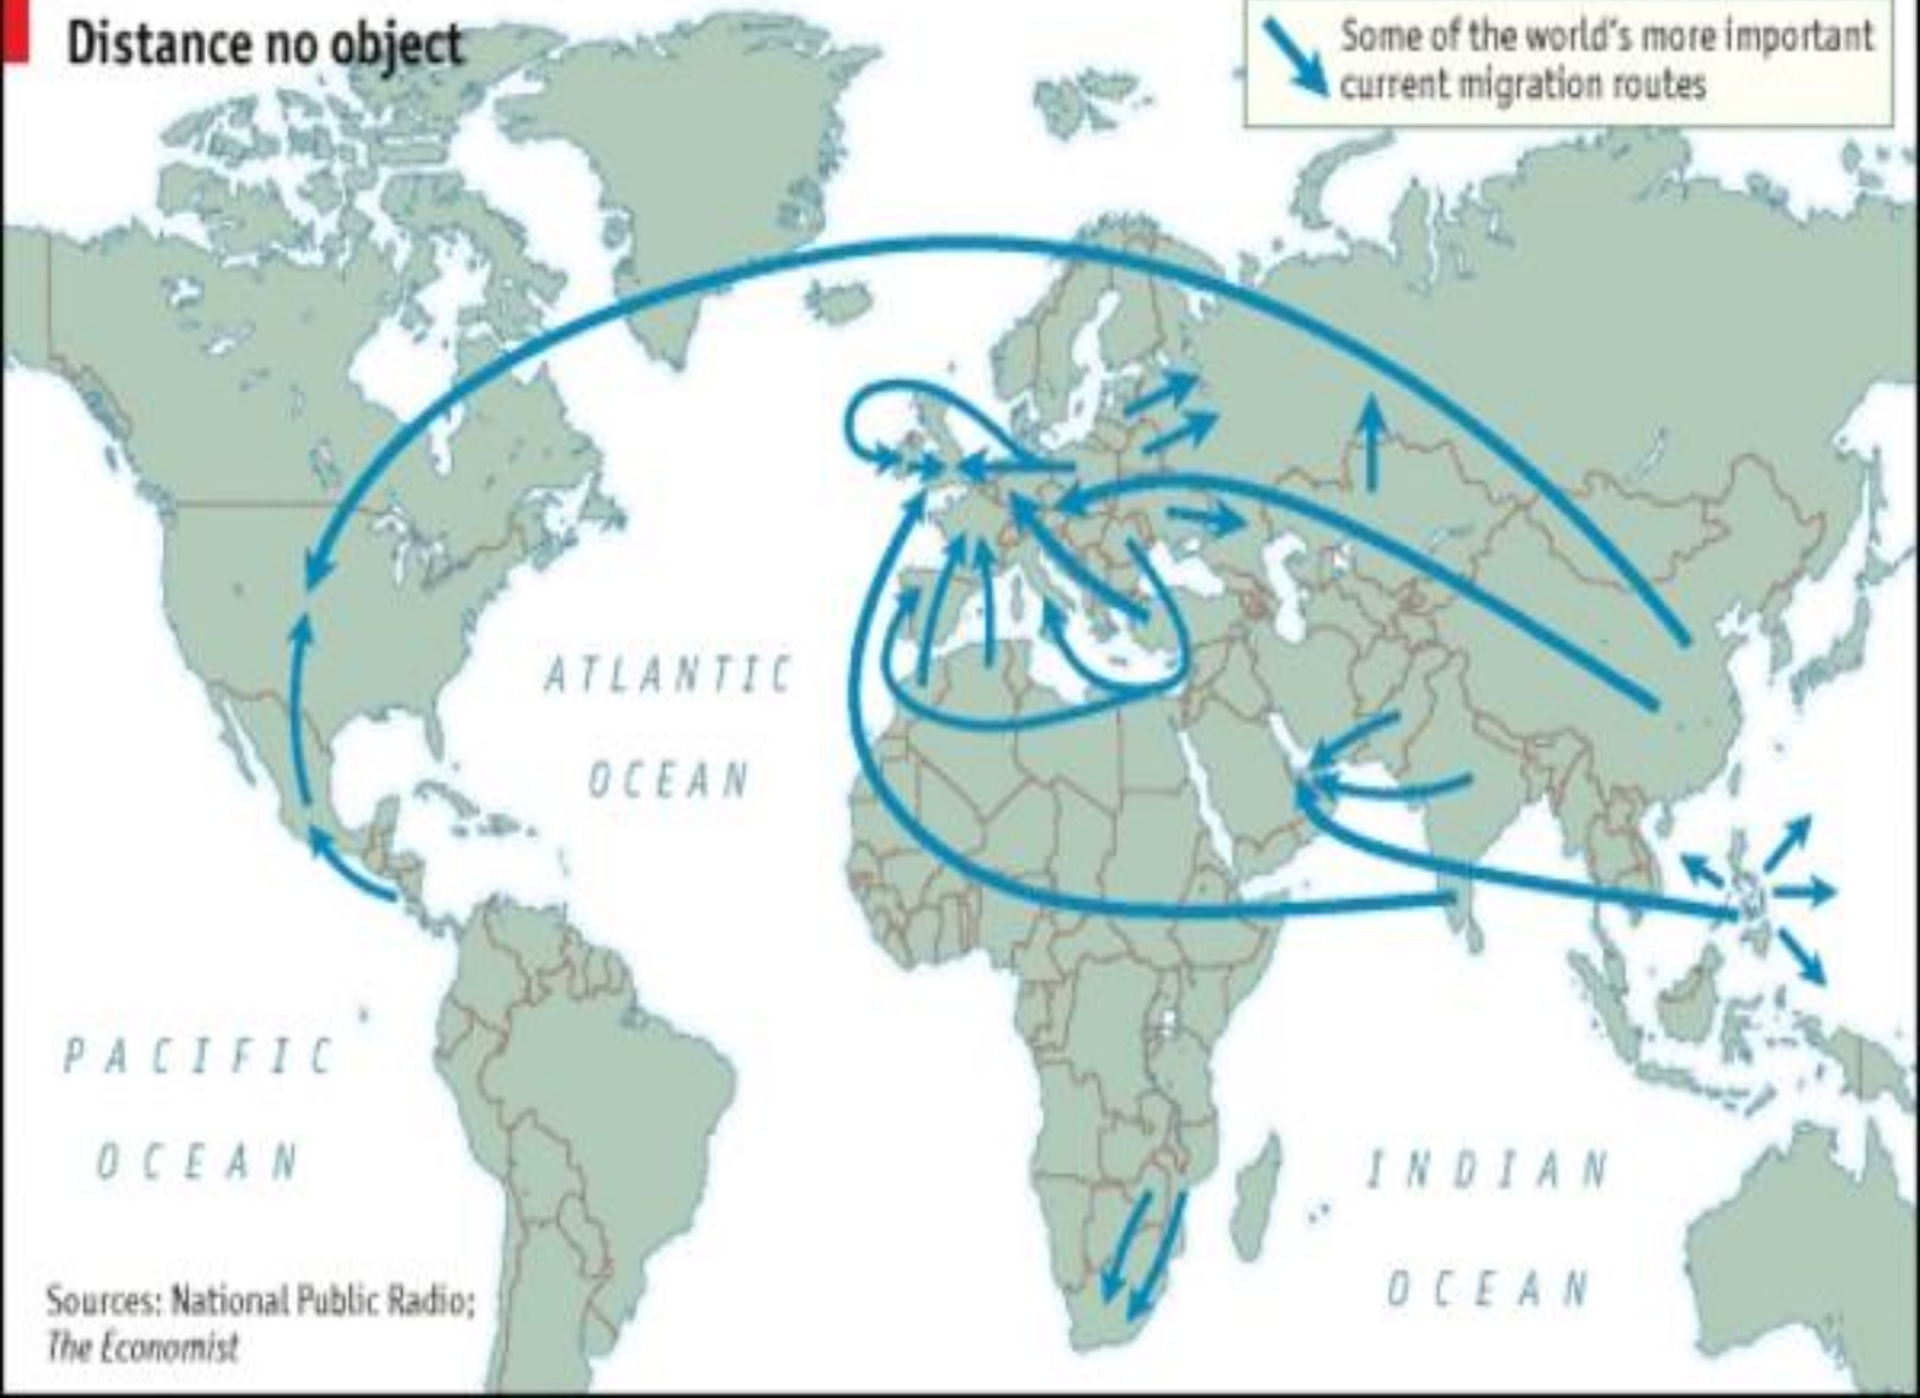 Distance no object
Some of the world's more important
current migration routes
ATLANTIC
OCEAN
PACIFIC
OCEAN
INDIAN
OCEAN
Sources: National Public Radio;
The Economist